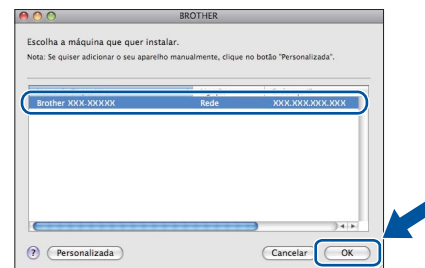 BROTHER
Escolha a máquina que quer instalar.
Nota: Se quiser adicionar o seu aparelho manualmente, clique no botão "Personalizada".
Brother XXX-XXXXX Rede XXX.XXX.XXX.XXX
? Personalizada Cancelar OK